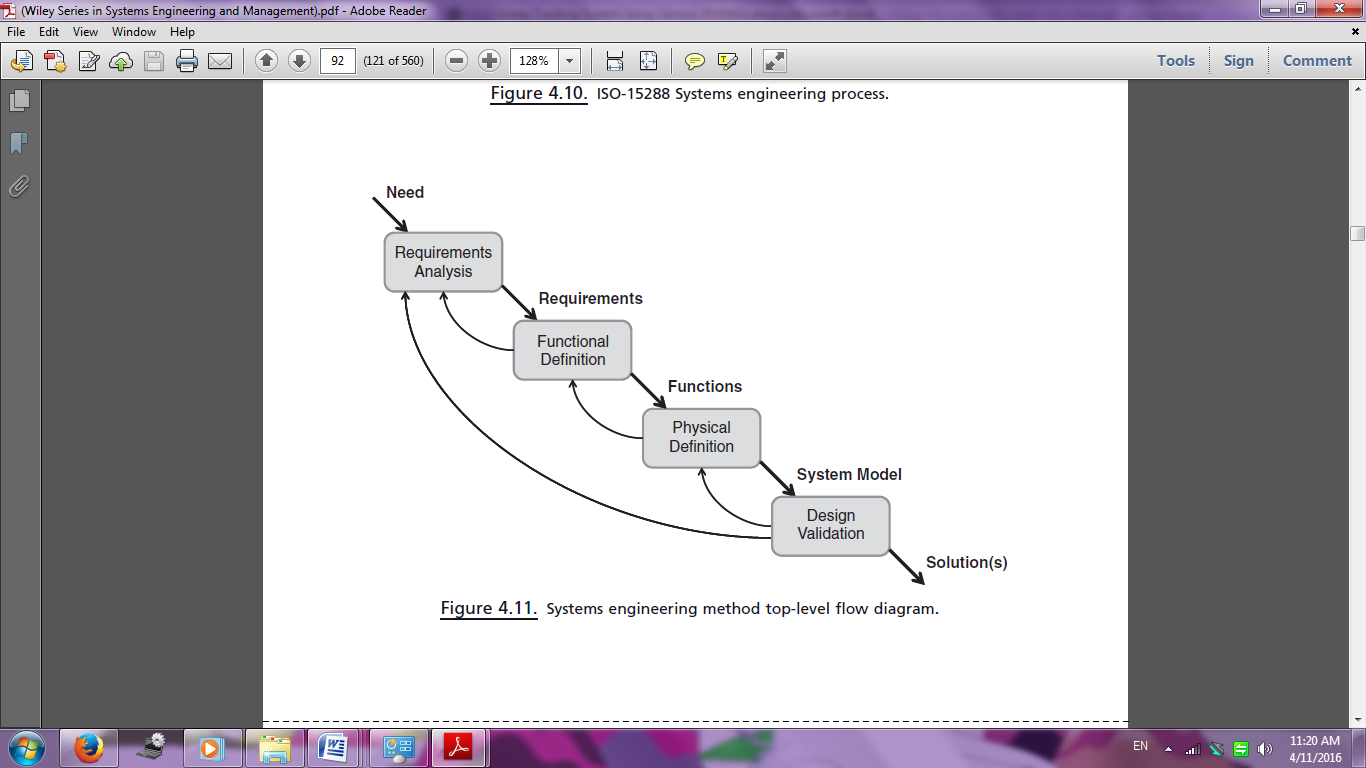 (Wiley Series in Systems Engineering and Management).pdf - Adobe Reader
File Edit View Window Help
92 (121 of 560) 128% Tools Sign Comment
Figure 4.10. ISO-15288 Systems engineering process.
Need
Requirements
Analysis
Requirements
Functional
Definition
Functions
Physical
Definition
System Model
Design
Validation
Solution(s)
Figure 4.11. Systems engineering method top-level flow diagram.
EN
11:20 AM
4/11/2016